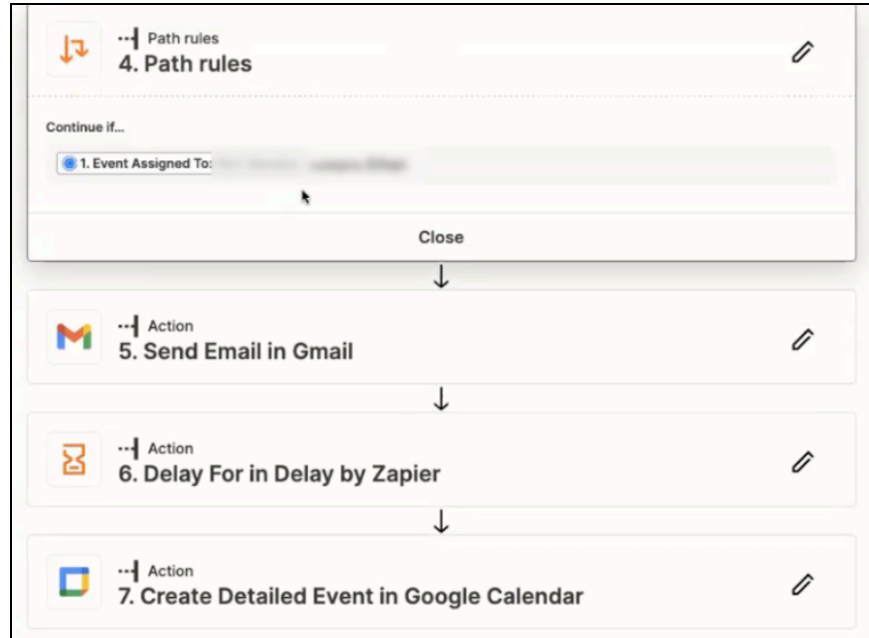 Path rules
4. Path rules
Continue if...
1. Event Assigned To:
Close
Action
5. Send Email in Gmail
Action
6. Delay For in Delay by Zapier
Action
7. Create Detailed Event in Google Calendar